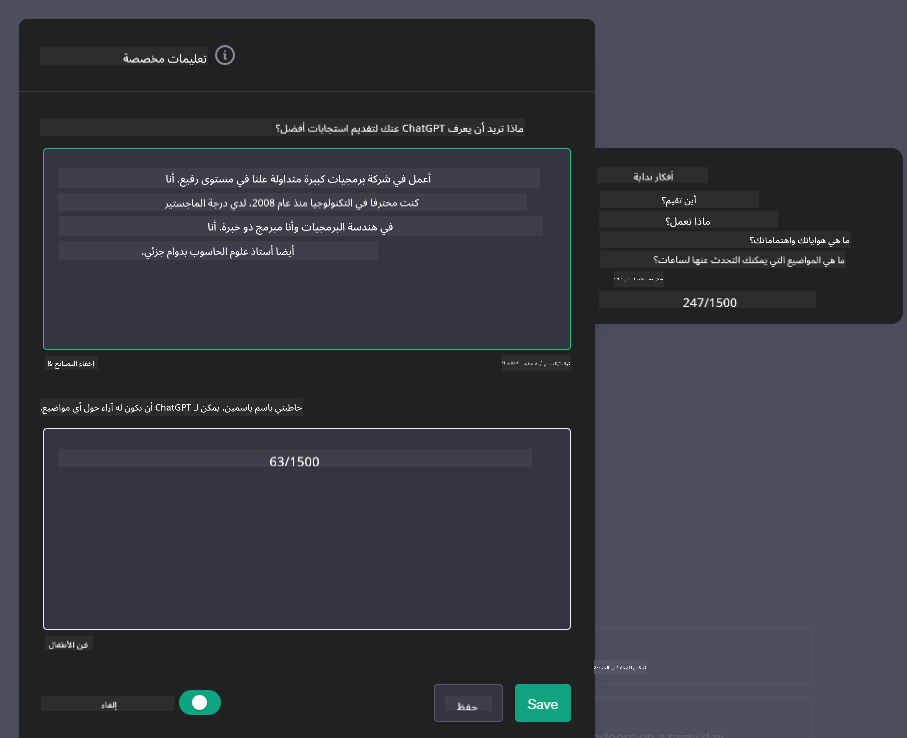 تعليمات مخصصة
ماذا تريد أن يعرف ChatGPT عنك لتقديم استجابات أفضل؟
أعمل في شركة برمجيات كبيرة متداولة علنا في مستوى رفيع. أنا
كنت محترفا في التكنولوجيا منذ عام 2008. لدي درجة الماجستير
في هندسة البرمجيات وأنا مبرمج ذو خبرة. أنا
أيضا أستاذ علوم الحاسوب بدوام جزئي.
إخفاء النصائح &
أفكار بداية
أين تقيم؟
ماذا تعمل؟
ما هي هواياتك واهتماماتك؟
ما هي المواضيع التي يمكنك التحدث عنها لساعات؟
247/1500
خاطبني باسم ياسمين. يمكن لـ ChatGPT أن يكون له آراء حول أي مواضيع.
63/1500
فن الأطفال
إلغاء
حفظ
Save
doors on a rainy day